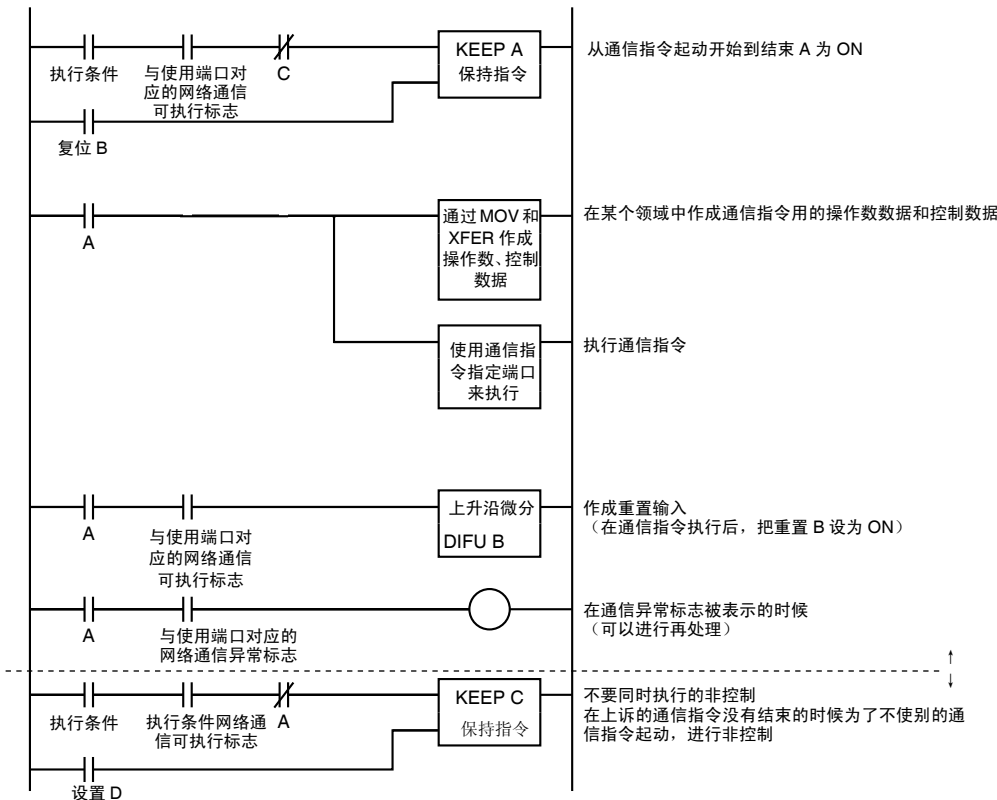 KEEP A
保持指令
从通信指令起动开始到结束 A 为 ON
执行条件
与使用端口对
应的网络通信
可执行标志
C
复位 B
A
通过 MOV 和
XFER 作成
操作数、控制
数据
在某个领域中作成通信指令用的操作数数据和控制数据
使用通信指
令指定端口
来执行
执行通信指令
A
与使用端口对
应的网络通信
可执行标志
上升沿微分
DIFU B
作成重置输入
（在通信指令执行后，把重置 B 设为 ON）
A
与使用端口对应的
网络通信异常标志
在通信异常标志被表示的时候
（可以进行再处理）
↑
↓
执行条件
执行条件网络通
信可执行标志
A
KEEP C
保持指令
不要同时执行的非控制
在上诉的通信指令没有结束的时候为了不使别的通
信指令起动，进行非控制
设置 D